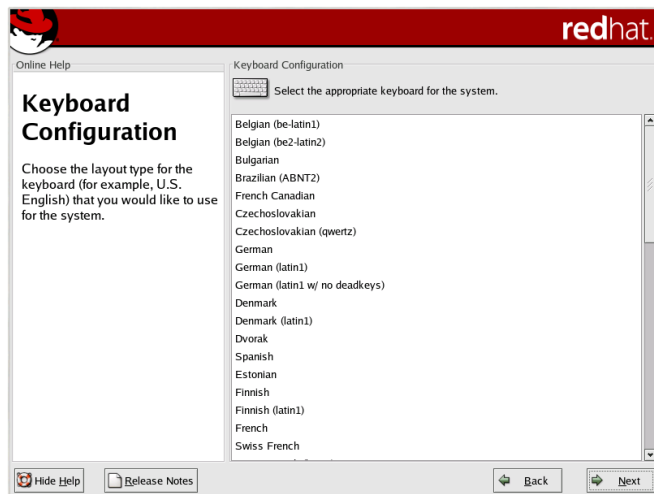 redhat.
Online Help
Keyboard
Configuration
Choose the layout type for the
keyboard (for example, U.S.
English) that you would like to use
for the system.
Keyboard Configuration
Select the appropriate keyboard for the system.
Belgian (be-latin1)
Belgian (be2-latin2)
Bulgarian
Brazilian (ABNT2)
French Canadian
Czechoslovakian
Czechoslovakian (qwertz)
German
German (latin1)
German (latin1 w/ no deadkeys)
Denmark
Denmark (latin1)
Dvorak
Spanish
Estonian
Finnish
Finnish (latin1)
French
Swiss French
Hide Help
Release Notes
Back
Next